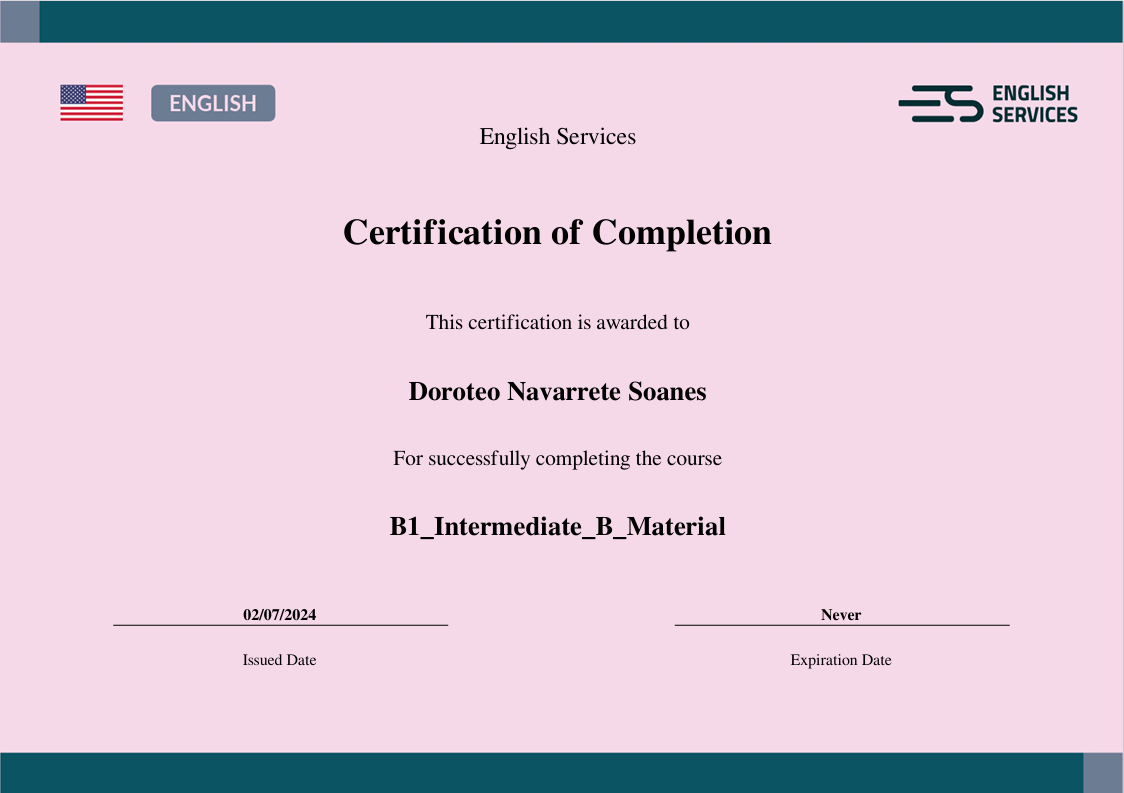 ENGLISH
ENGLISH
SERVICES
English Services
Certification of Completion
This certification is awarded to
Doroteo Navarrete Soanes
For successfully completing the course
B1_Intermediate_B_Material
02/07/2024
Issued Date
Never
Expiration Date